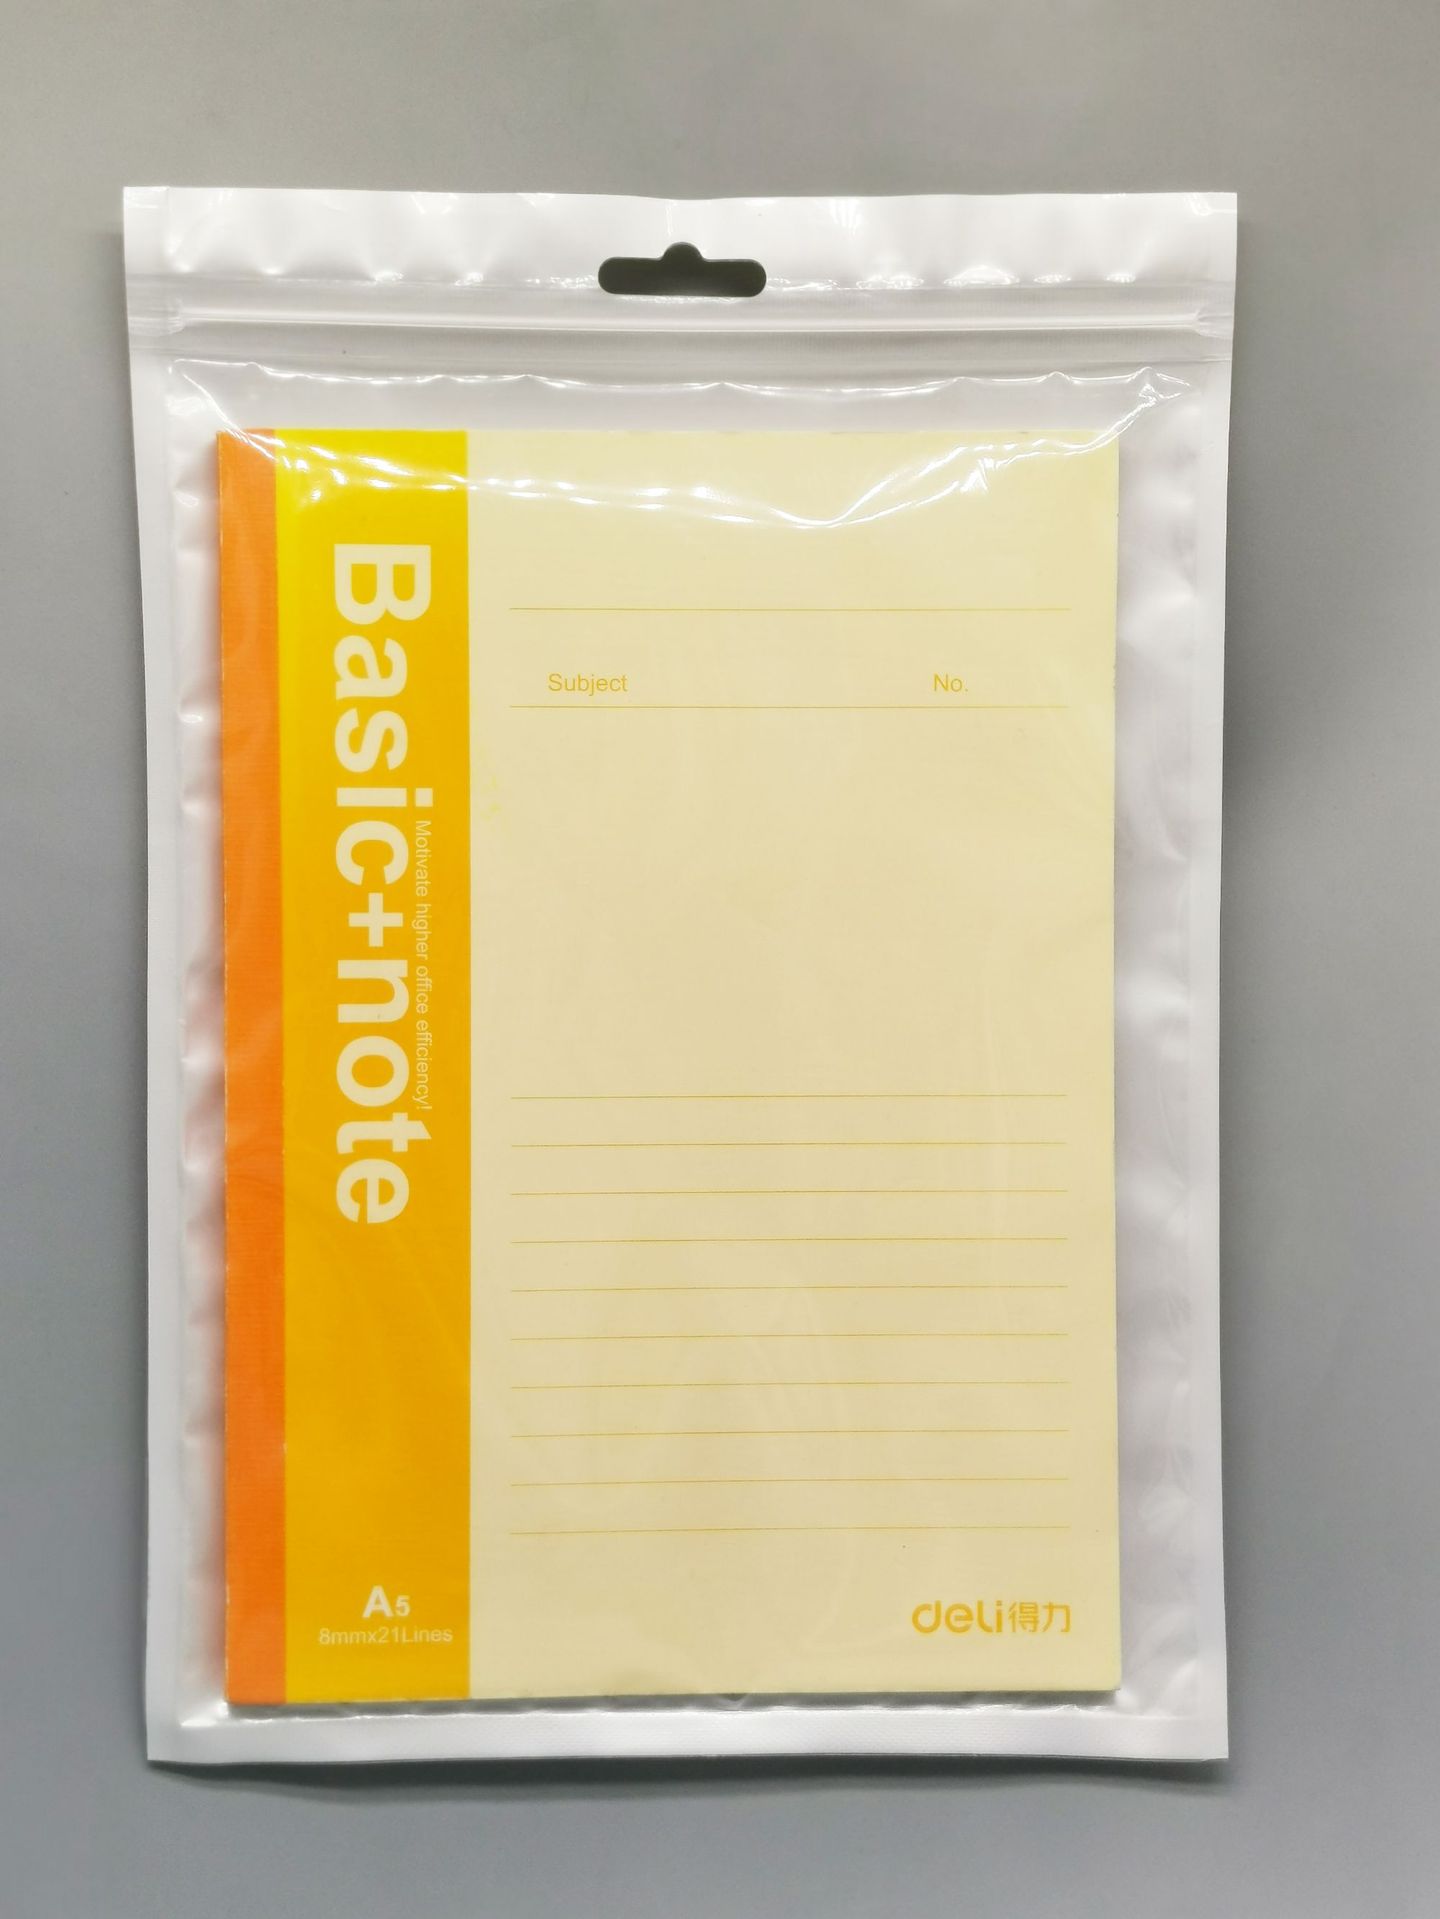 Basic+note
Motivate higher office efficiency!
Subject No.
A5
8mmx21Lines
deli得力